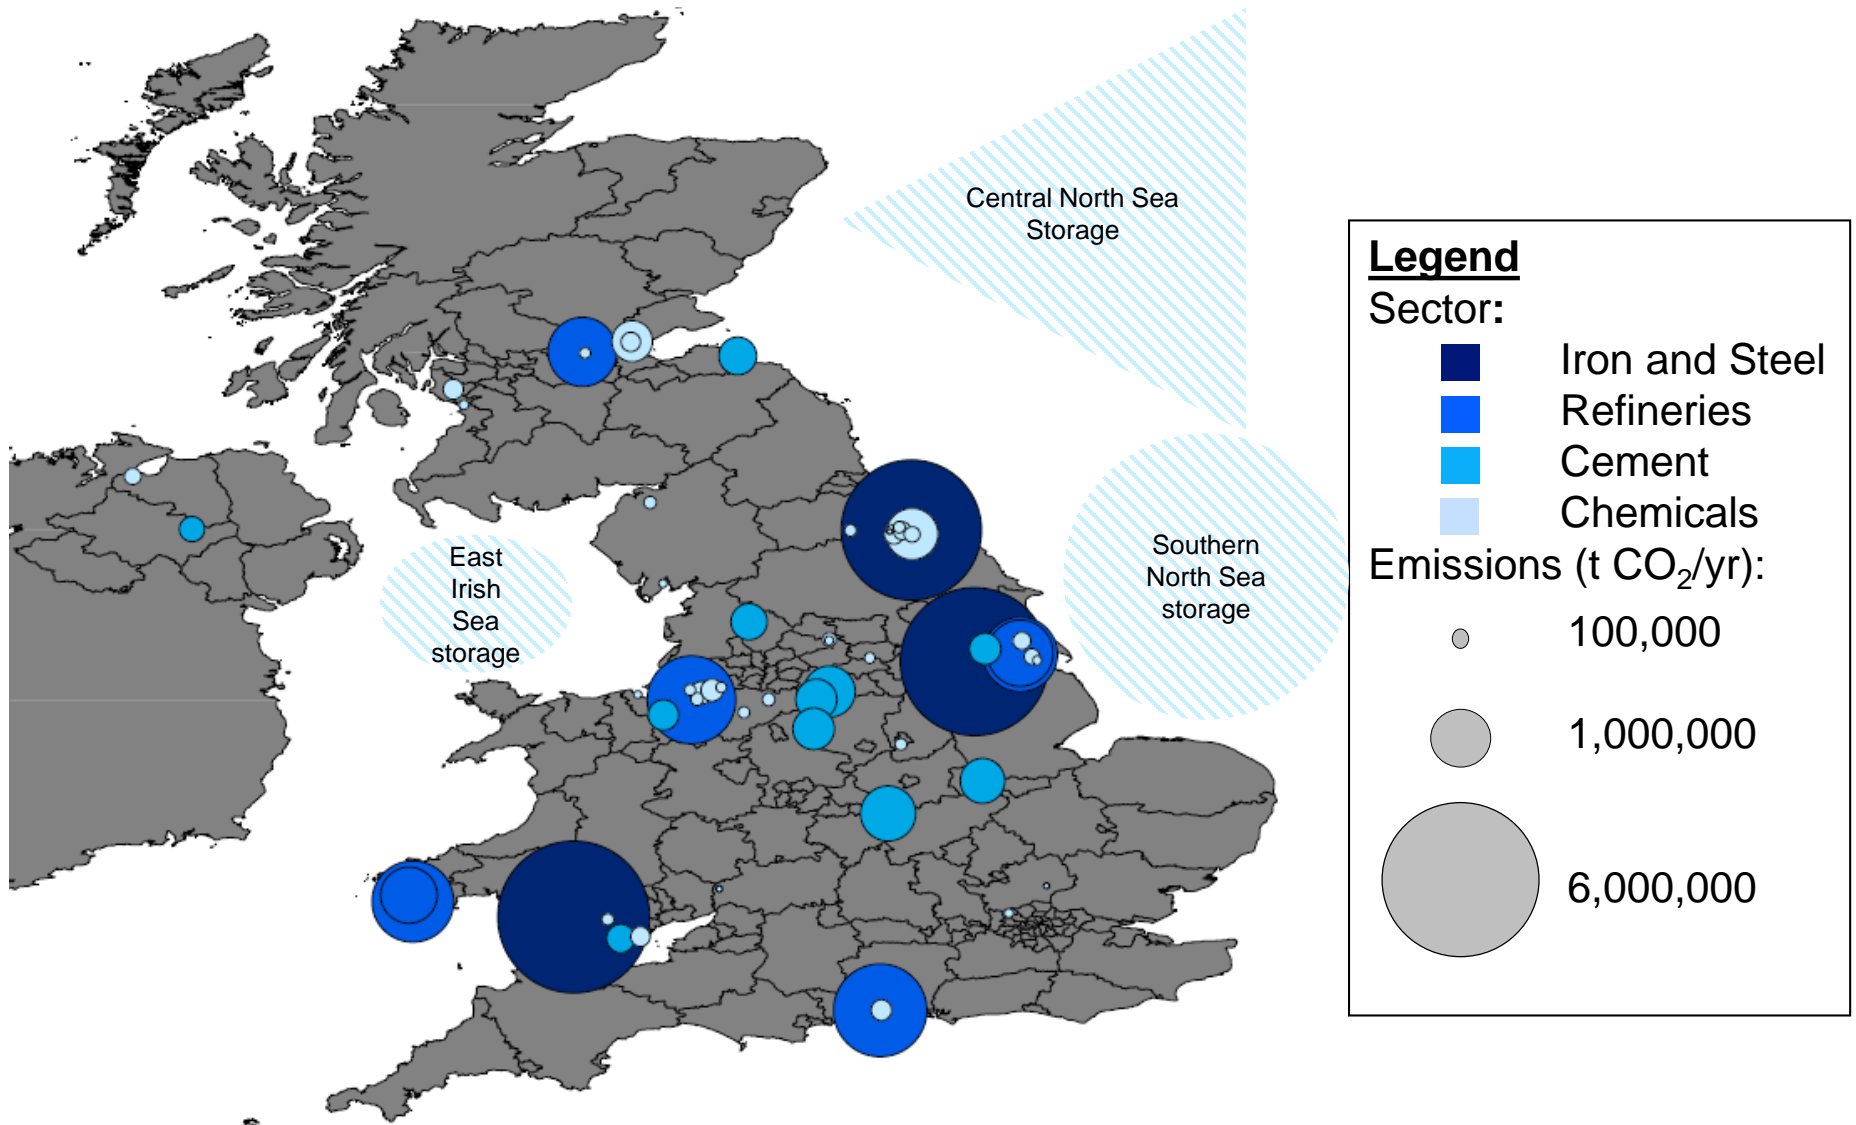 Central North Sea
Storage
East
Irish
Sea
storage
Southern
North Sea
storage
Legend
Sector:
Iron and Steel
Refineries
Cement
Chemicals
Emissions (t CO₂/yr):
100,000
1,000,000
6,000,000